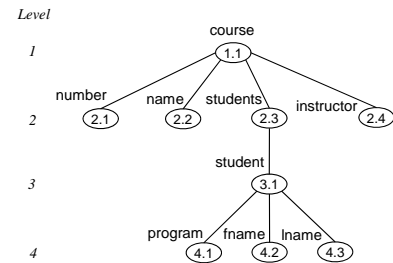 Level
course
1 1.1
number name students instructor
2 2.1 2.2 2.3 2.4
student
3 3.1
program fname lname
4 4.1 4.2 4.3